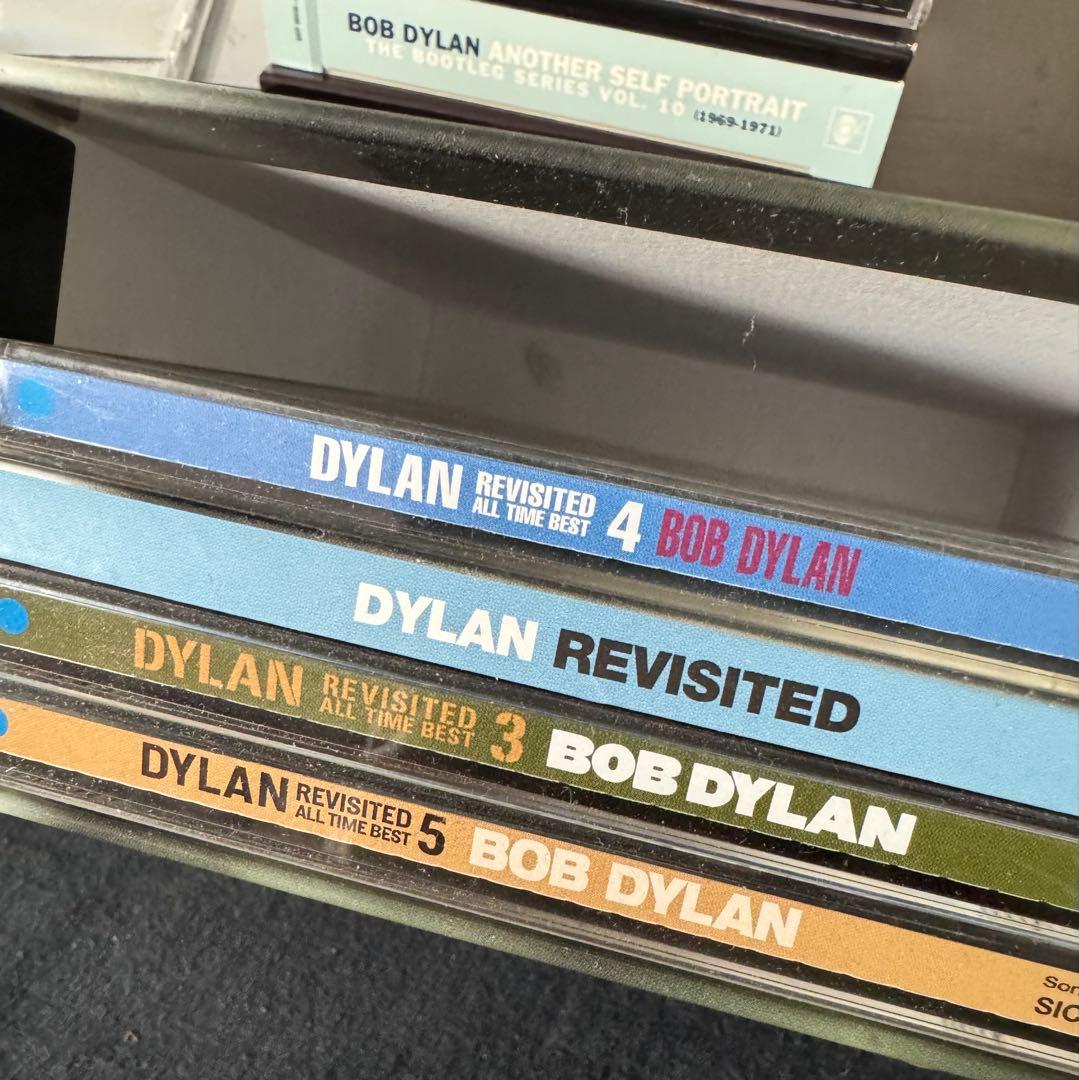 BOB DYLAN ANOTHER SELF PORTRAIT
THE BOOTLEG SERIES VOL. 10 (1969-1971)
DYLAN REVISITED
ALL TIME BEST 4 BOB DYLAN
DYLAN REVISITED
DYLAN REVISITED
ALL TIME BEST 3 BOB DYLAN
DYLAN REVISITED
ALL TIME BEST 5 BOB DYLAN